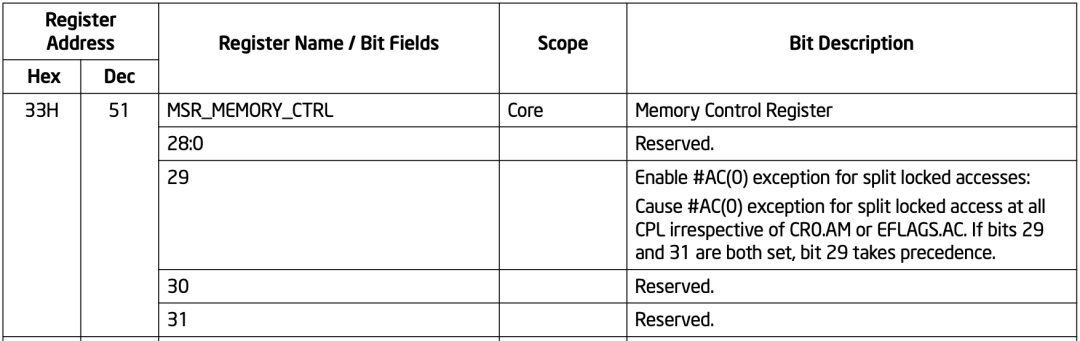 Register Address
Register Name / Bit Fields
Scope
Bit Description
Hex
Dec
33H
51
MSR_MEMORY_CTRL
Core
Memory Control Register
28:0
Reserved.
29
Enable #AC(0) exception for split locked accesses:
Cause #AC(0) exception for split locked access at all
CPL irrespective of CR0.AM or EFLAGS.AC. If bits 29
and 31 are both set, bit 29 takes precedence.
30
Reserved.
31
Reserved.